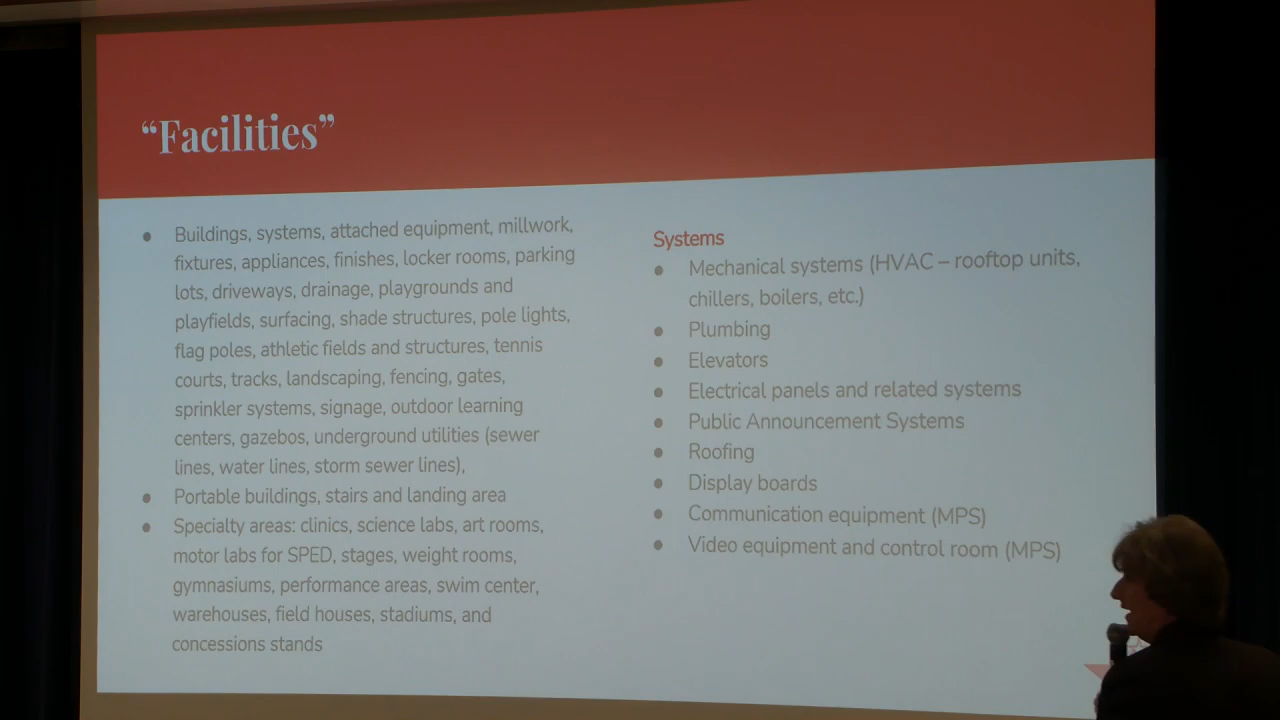 “Facilities”
● Buildings, systems, attached equipment, millwork,
fixtures, appliances, finishes, locker rooms, parking
lots, driveways, drainage, playgrounds and
playfields, surfacing, shade structures, pole lights,
flag poles, athletic fields and structures, tennis
courts, tracks, landscaping, fencing, gates,
sprinkler systems, signage, outdoor learning
centers, gazebos, underground utilities (sewer
lines, water lines, storm sewer lines),
● Portable buildings, stairs and landing area
● Specialty areas: clinics, science labs, art rooms,
motor labs for SPED, stages, weight rooms,
gymnasiums, performance areas, swim center,
warehouses, field houses, stadiums, and
concessions stands
Systems
● Mechanical systems (HVAC – rooftop units,
chillers, boilers, etc.)
● Plumbing
● Elevators
● Electrical panels and related systems
● Public Announcement Systems
● Roofing
● Display boards
● Communication equipment (MPS)
● Video equipment and control room (MPS)